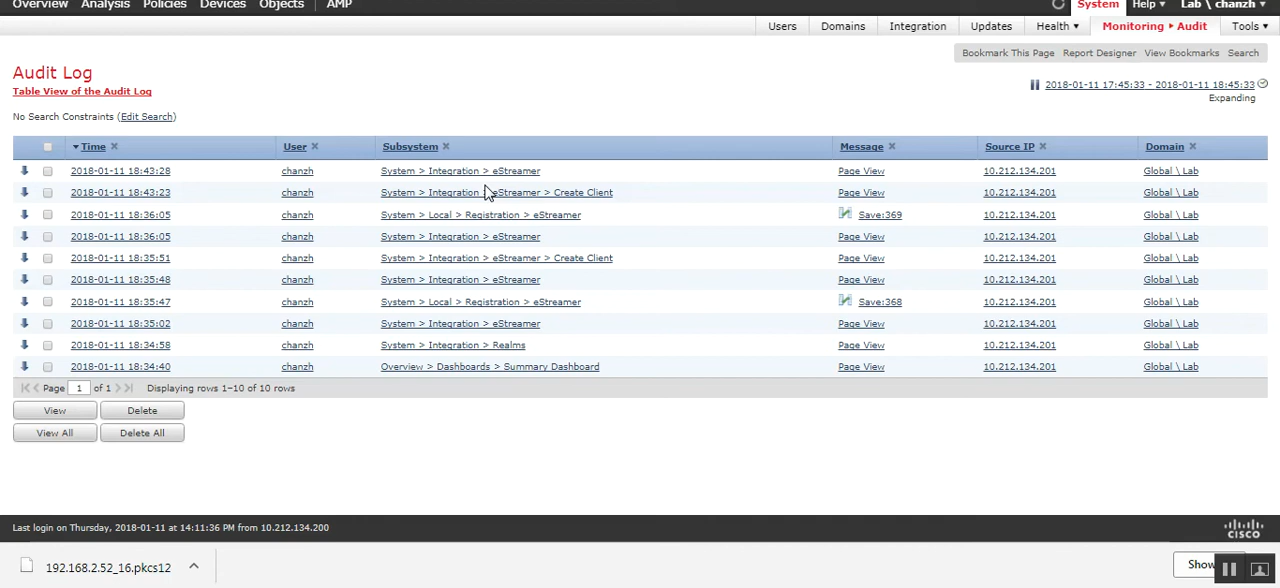 Overview Analysis Policies Devices Objects AMP System Help Lab \ chanzh
Users Domains Integration Updates Health Monitoring Audit Tools
Bookmark This Page Report Designer View Bookmarks Search
Audit Log
Table View of the Audit Log
2018-01-11 17:45:33 - 2018-01-11 18:45:33
Expanding
No Search Constraints (Edit Search)
Time User Subsystem Message Source IP Domain
2018-01-11 18:43:28 chanzh System > Integration > eStreamer Page View 10.212.134.201 Global \ Lab
2018-01-11 18:43:23 chanzh System > Integration > eStreamer > Create Client Page View 10.212.134.201 Global \ Lab
2018-01-11 18:36:05 chanzh System > Local > Registration > eStreamer Save:369 10.212.134.201 Global \ Lab
2018-01-11 18:36:05 chanzh System > Integration > eStreamer Page View 10.212.134.201 Global \ Lab
2018-01-11 18:35:51 chanzh System > Integration > eStreamer > Create Client Page View 10.212.134.201 Global \ Lab
2018-01-11 18:35:48 chanzh System > Integration > eStreamer Page View 10.212.134.201 Global \ Lab
2018-01-11 18:35:47 chanzh System > Local > Registration > eStreamer Save:368 10.212.134.201 Global \ Lab
2018-01-11 18:35:02 chanzh System > Integration > eStreamer Page View 10.212.134.201 Global \ Lab
2018-01-11 18:34:58 chanzh System > Integration > Realms Page View 10.212.134.201 Global \ Lab
2018-01-11 18:34:40 chanzh Overview > Dashboards > Summary Dashboard Page View 10.212.134.201 Global \ Lab
Page 1 of 1 Displaying rows 1–10 of 10 rows
View Delete
View All Delete All
Last login on Thursday, 2018-01-11 at 14:11:36 PM from 10.212.134.200
CISCO
192.168.2.52_16.pkcs12 Show